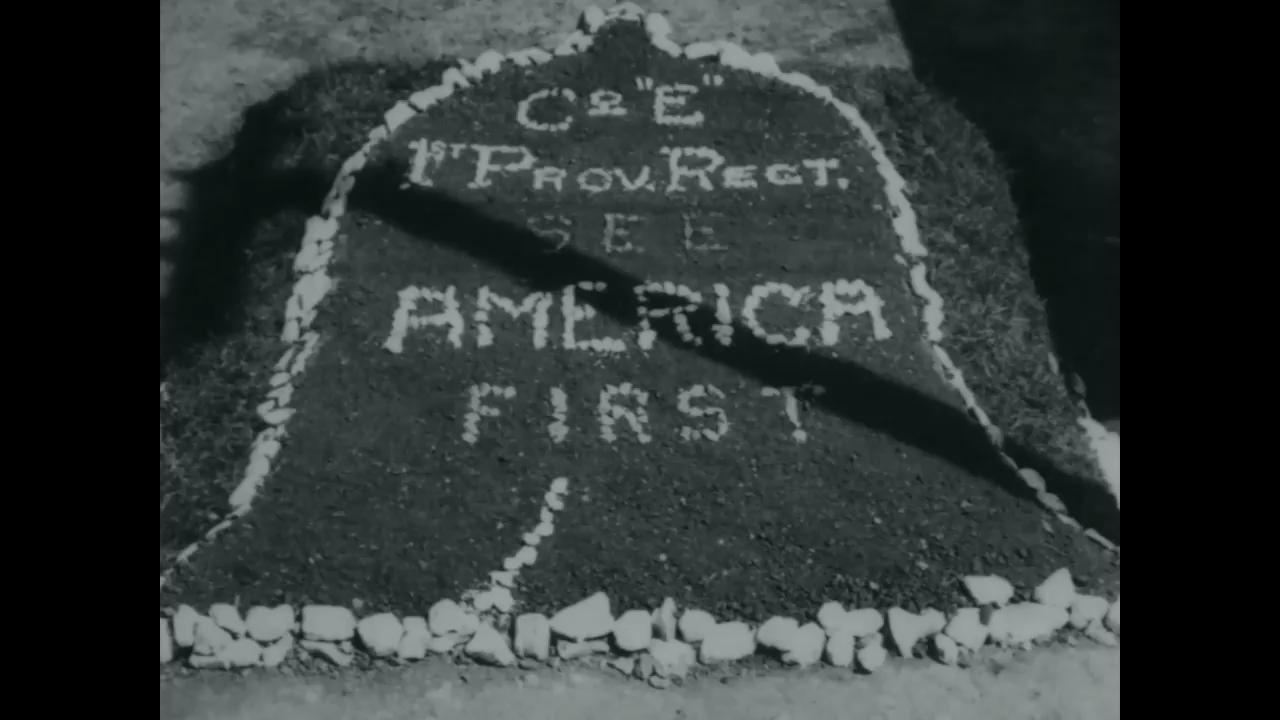 Co "E"
1ST PROV. REGT.
SEE
AMERICA
FIRST